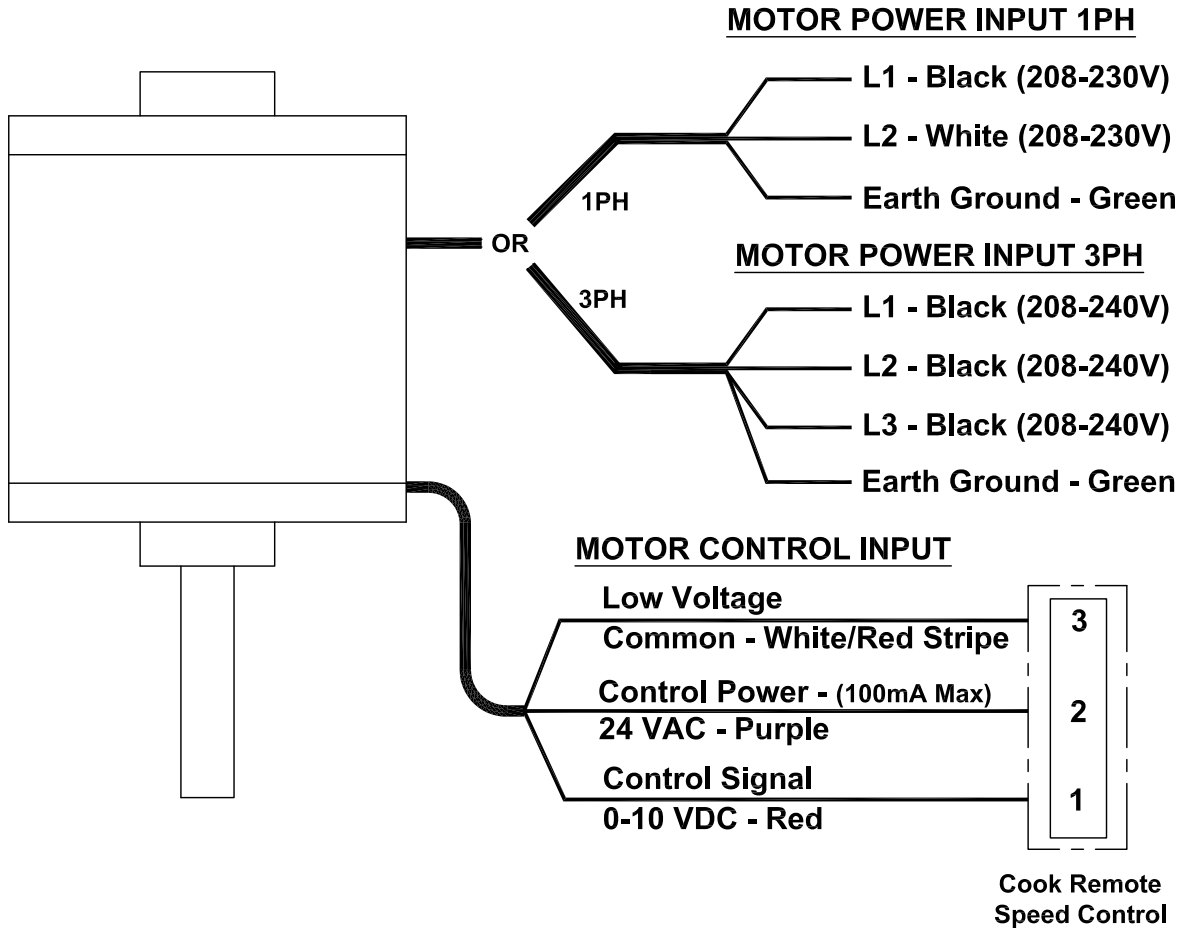 MOTOR POWER INPUT 1PH
L1 - Black (208-230V)
L2 - White (208-230V)
1PH
Earth Ground - Green
OR
MOTOR POWER INPUT 3PH
3PH
L1 - Black (208-240V)
L2 - Black (208-240V)
L3 - Black (208-240V)
Earth Ground - Green
MOTOR CONTROL INPUT
Low Voltage
Common - White/Red Stripe
3
Control Power - (100mA Max)
24 VAC - Purple
2
Control Signal
0-10 VDC - Red
1
Cook Remote
Speed Control